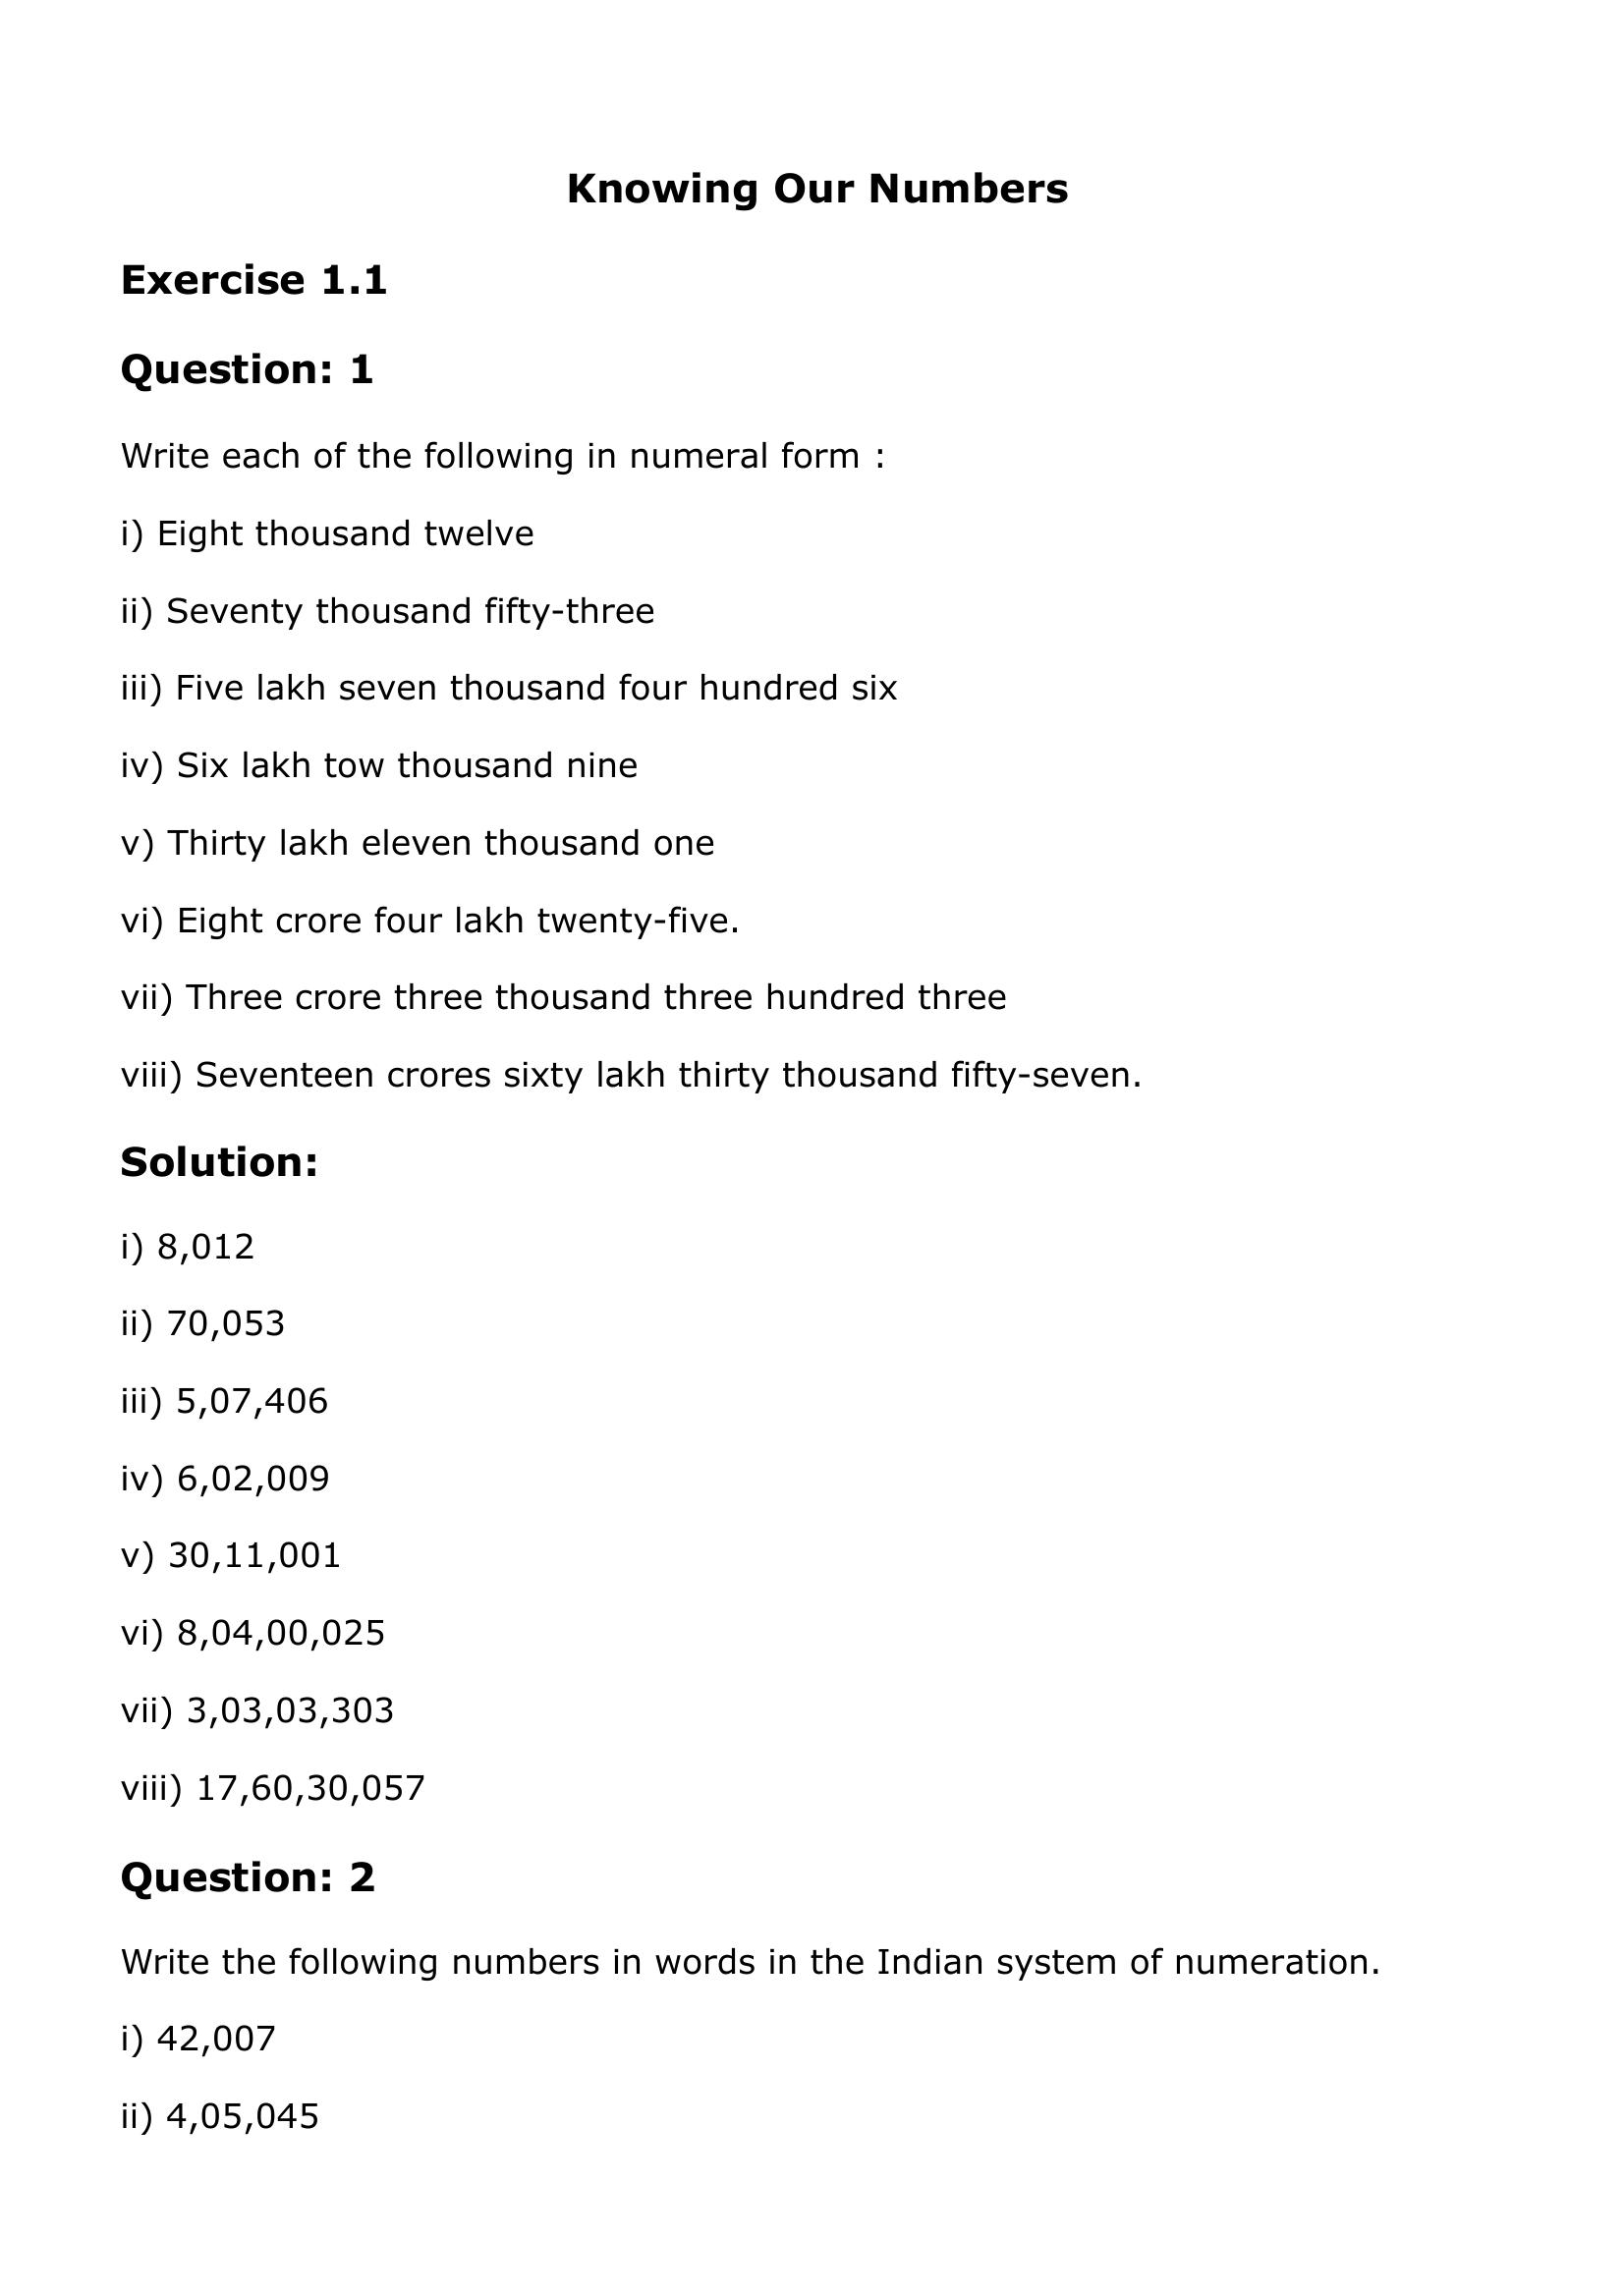 Knowing Our Numbers
Exercise 1.1
Question: 1
Write each of the following in numeral form :
i) Eight thousand twelve
ii) Seventy thousand fifty-three
iii) Five lakh seven thousand four hundred six
iv) Six lakh tow thousand nine
v) Thirty lakh eleven thousand one
vi) Eight crore four lakh twenty-five.
vii) Three crore three thousand three hundred three
viii) Seventeen crores sixty lakh thirty thousand fifty-seven.
Solution:
i) 8,012
ii) 70,053
iii) 5,07,406
iv) 6,02,009
v) 30,11,001
vi) 8,04,00,025
vii) 3,03,03,303
viii) 17,60,30,057
Question: 2
Write the following numbers in words in the Indian system of numeration.
i) 42,007
ii) 4,05,045